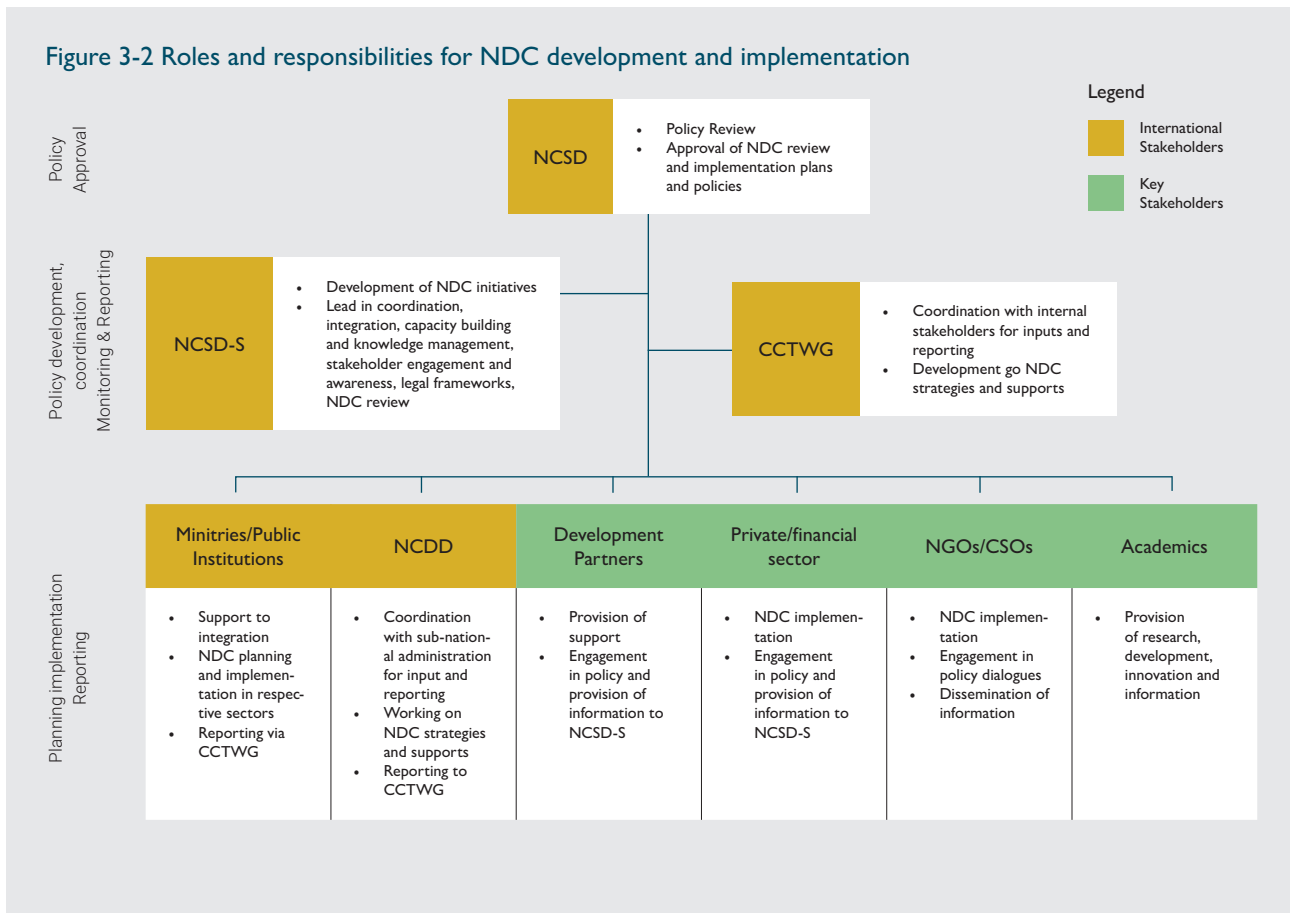 Figure 3-2 Roles and responsibilities for NDC development and implementation
Legend
International
Stakeholders
Key
Stakeholders
Policy
Approval
NCSD
• Policy Review
• Approval of NDC review
and implementation plans
and policies
Policy development,
coordination
Monitoring & Reporting
NCSD-S
• Development of NDC initiatives
• Lead in coordination,
integration, capacity building
and knowledge management,
stakeholder engagement and
awareness, legal frameworks,
NDC review
CCTWG
• Coordination with internal
stakeholders for inputs and
reporting
• Development go NDC
strategies and supports
Planning implementation
Reporting
Minitries/Public
Institutions
• Support to
integration
• NDC planning
and implemen-
tation in respec-
tive sectors
• Reporting via
CCTWG
NCDD
• Coordination
with sub-nation-
al administration
for input and
reporting
• Working on
NDC strategies
and supports
• Reporting to
CCTWG
Development
Partners
• Provision of
support
• Engagement
in policy and
provision of
information to
NCSD-S
Private/financial
sector
• NDC implemen-
tation
• Engagement
in policy and
provision of
information to
NCSD-S
NGOs/CSOs
• NDC implemen-
tation
• Engagement in
policy dialogues
• Dissemination of
information
Academics
• Provision
of research,
development,
innovation and
information